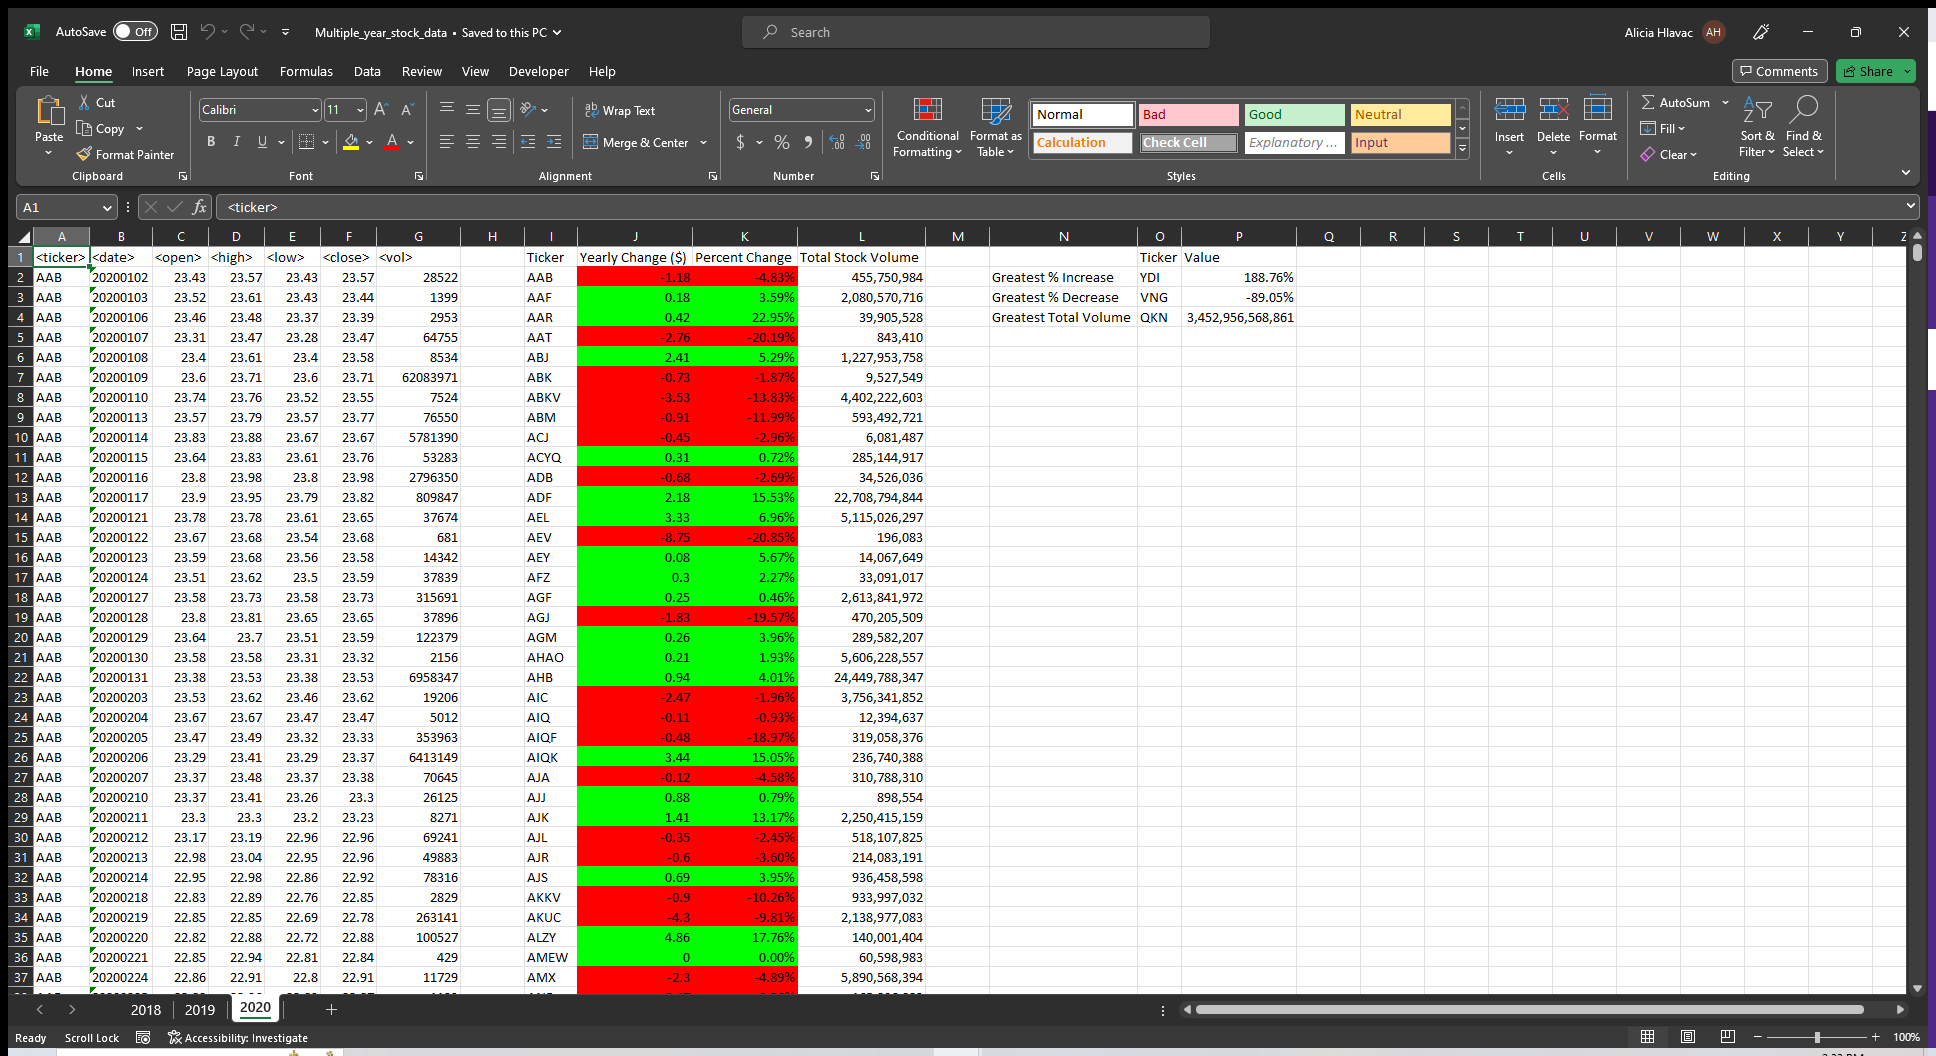 AutoSave Off Multiple_year_stock_data • Saved to this PC Search Alicia Hlavac AH
File Home Insert Page Layout Formulas Data Review View Developer Help Comments Share
Paste Cut Copy Format Painter Clipboard
Calibri 11 B I U Font
Wrap Text Merge & Center Alignment
General $ % Number
Conditional Formatting Format as Table
Normal Bad Good Neutral
Calculation Check Cell Explanatory ... Input
Styles
Insert Delete Format Cells
AutoSum Fill Clear Sort & Filter Find & Select Editing
A1 fx <ticker>
A B C D E F G H I J K L M N O P Q R S T U V W X Y Z
1 <ticker> <date> <open> <high> <low> <close> <vol> Ticker Yearly Change ($) Percent Change Total Stock Volume Ticker Value
2 AAB 20200102 23.43 23.57 23.43 23.57 28522 AAB -1.18 -4.83% 455,750,984 Greatest % Increase YDI 188.76%
3 AAB 20200103 23.52 23.61 23.43 23.44 1399 AAF 0.18 3.59% 2,080,570,716 Greatest % Decrease VNG -89.05%
4 AAB 20200106 23.46 23.48 23.37 23.39 2953 AAR 0.42 22.95% 39,905,528 Greatest Total Volume QKN 3,452,956,568,861
5 AAB 20200107 23.31 23.47 23.28 23.47 64755 AAT -2.76 -20.19% 843,410
6 AAB 20200108 23.4 23.61 23.4 23.58 8534 ABJ 2.41 5.29% 1,227,953,758
7 AAB 20200109 23.6 23.71 23.6 23.71 62083971 ABK -0.73 -1.87% 9,527,549
8 AAB 20200110 23.74 23.76 23.52 23.55 7524 ABKV -3.53 -13.83% 4,402,222,603
9 AAB 20200113 23.57 23.79 23.57 23.77 76550 ABM -0.91 -11.99% 593,492,721
10 AAB 20200114 23.83 23.88 23.67 23.67 5781390 ACJ -0.45 -2.96% 6,081,487
11 AAB 20200115 23.64 23.83 23.61 23.76 53283 ACYQ 0.31 0.72% 285,144,917
12 AAB 20200116 23.8 23.98 23.8 23.98 2796350 ADB -0.68 -2.69% 34,526,036
13 AAB 20200117 23.9 23.95 23.79 23.82 809847 ADF 2.18 15.53% 22,708,794,844
14 AAB 20200121 23.78 23.78 23.61 23.65 37674 AEL 3.33 6.96% 5,115,026,297
15 AAB 20200122 23.67 23.68 23.54 23.68 681 AEV -8.75 -20.85% 196,083
16 AAB 20200123 23.59 23.68 23.56 23.58 14342 AEY 0.08 5.67% 14,067,649
17 AAB 20200124 23.51 23.62 23.5 23.59 37839 AFZ 0.3 2.27% 33,091,017
18 AAB 20200127 23.58 23.73 23.58 23.73 315691 AGF 0.25 0.46% 2,613,841,972
19 AAB 20200128 23.8 23.81 23.65 23.65 37896 AGJ -1.83 -19.57% 470,205,509
20 AAB 20200129 23.64 23.7 23.51 23.59 122379 AGM 0.26 3.96% 289,582,207
21 AAB 20200130 23.58 23.58 23.31 23.32 2156 AHAO 0.21 1.93% 5,606,228,557
22 AAB 20200131 23.38 23.53 23.38 23.53 6958347 AHB 0.94 4.01% 24,449,788,347
23 AAB 20200203 23.53 23.62 23.46 23.62 19206 AIC -2.47 -1.96% 3,756,341,852
24 AAB 20200204 23.67 23.67 23.47 23.47 5012 AIQ -0.11 -0.93% 12,394,637
25 AAB 20200205 23.47 23.49 23.32 23.33 353963 AIQF -0.48 -18.97% 319,058,376
26 AAB 20200206 23.29 23.41 23.29 23.37 6413149 AIQK 3.44 15.05% 236,740,388
27 AAB 20200207 23.37 23.48 23.37 23.38 70645 AJA -0.12 -4.58% 310,788,310
28 AAB 20200210 23.37 23.41 23.26 23.3 26125 AJJ 0.88 0.79% 898,554
29 AAB 20200211 23.3 23.3 23.2 23.23 8271 AJK 1.41 13.17% 2,250,415,159
30 AAB 20200212 23.17 23.19 22.96 22.96 69241 AJL -0.35 -2.45% 518,107,825
31 AAB 20200213 22.98 23.04 22.95 22.96 49883 AJR -0.6 -3.60% 214,083,191
32 AAB 20200214 22.95 22.98 22.86 22.92 78316 AJS 0.69 3.95% 936,458,598
33 AAB 20200218 22.83 22.89 22.76 22.85 2829 AKKV -0.9 -10.26% 933,997,032
34 AAB 20200219 22.85 22.85 22.69 22.78 263141 AKUC -4.3 -9.81% 2,138,977,083
35 AAB 20200220 22.82 22.88 22.72 22.88 100527 ALZY 4.86 17.76% 140,001,404
36 AAB 20200221 22.85 22.94 22.81 22.84 429 AMEW 0 0.00% 60,598,983
37 AAB 20200224 22.86 22.91 22.8 22.91 11729 AMX -2.3 -4.89% 5,890,568,394
2018 2019 2020
Ready Scroll Lock Accessibility: Investigate 100%